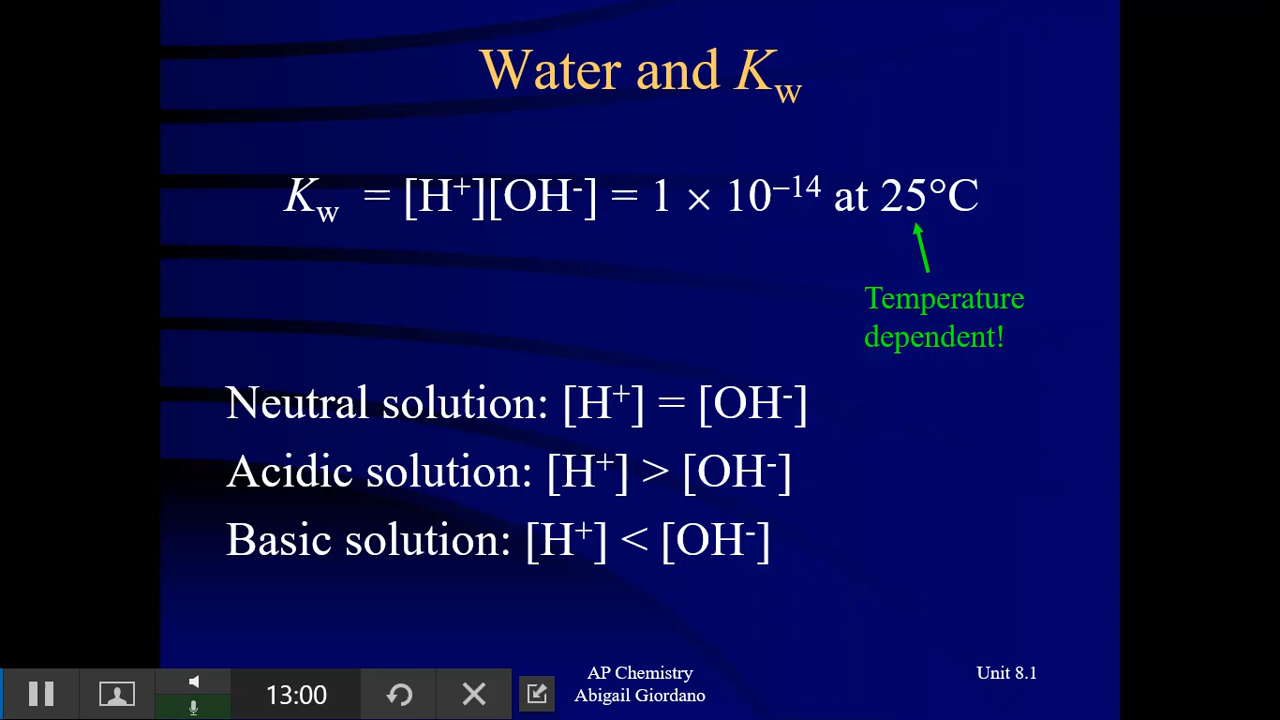 Water and Kw
Kw = [H⁺][OH⁻] = 1 × 10⁻¹⁴ at 25°C
Temperature
dependent!
Neutral solution: [H⁺] = [OH⁻]
Acidic solution: [H⁺] > [OH⁻]
Basic solution: [H⁺] < [OH⁻]
13:00
AP Chemistry
Abigail Giordano
Unit 8.1